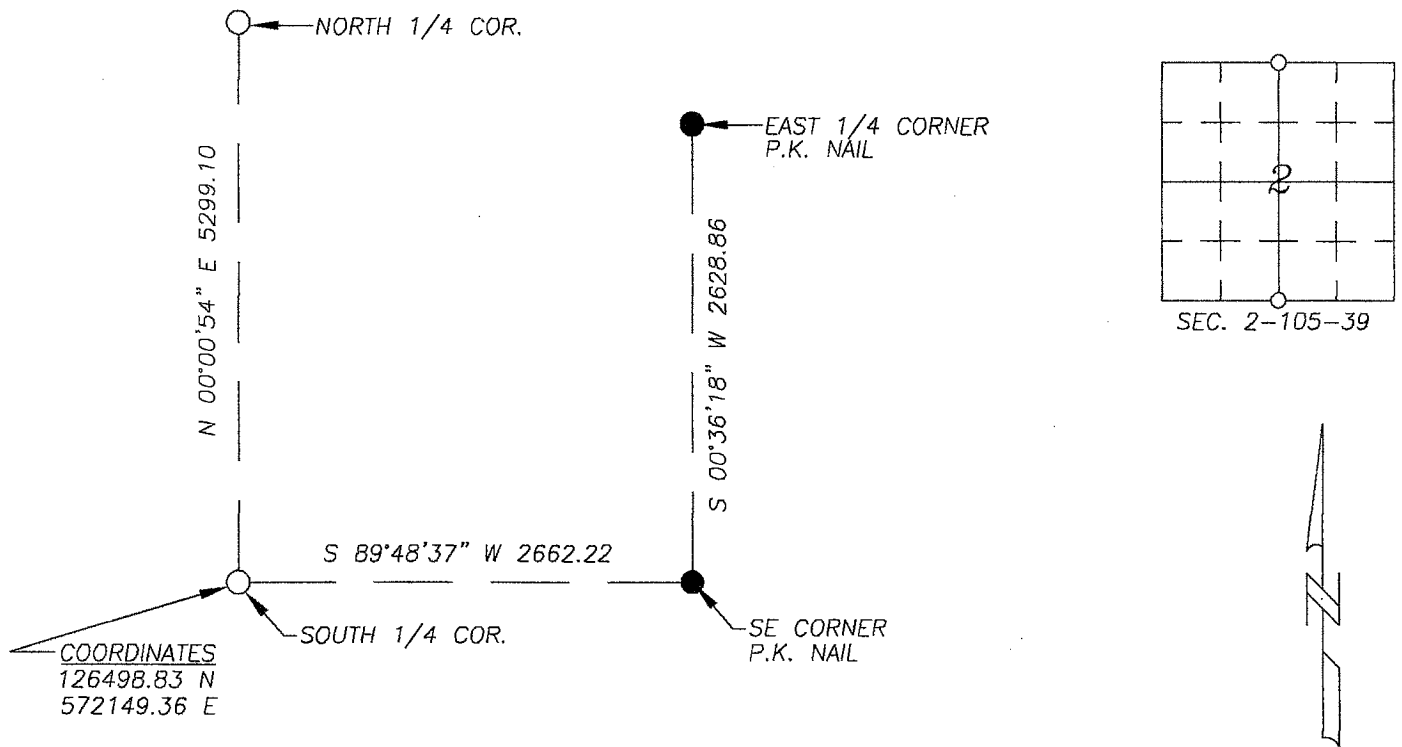 NORTH 1/4 COR.
EAST 1/4 CORNER
P.K. NAIL
N 00°00'54" E 5299.10
S 00°36'18" W 2628.86
2
SEC. 2-105-39
S 89°48'37" W 2662.22
SOUTH 1/4 COR.
SE CORNER
P.K. NAIL
COORDINATES
126498.83 N
572149.36 E
N